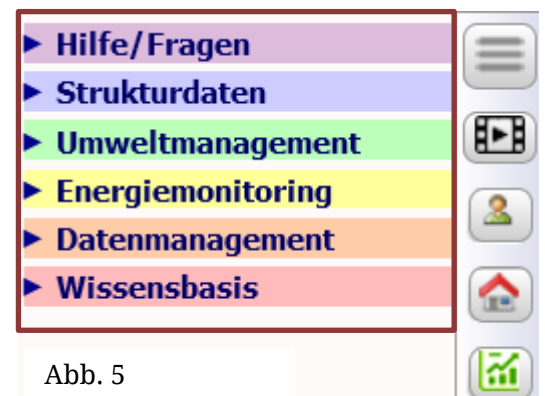 Hilfe/Fragen
Strukturdaten
Umweltmanagement
Energiemonitoring
Datenmanagement
Wissensbasis
Abb. 5